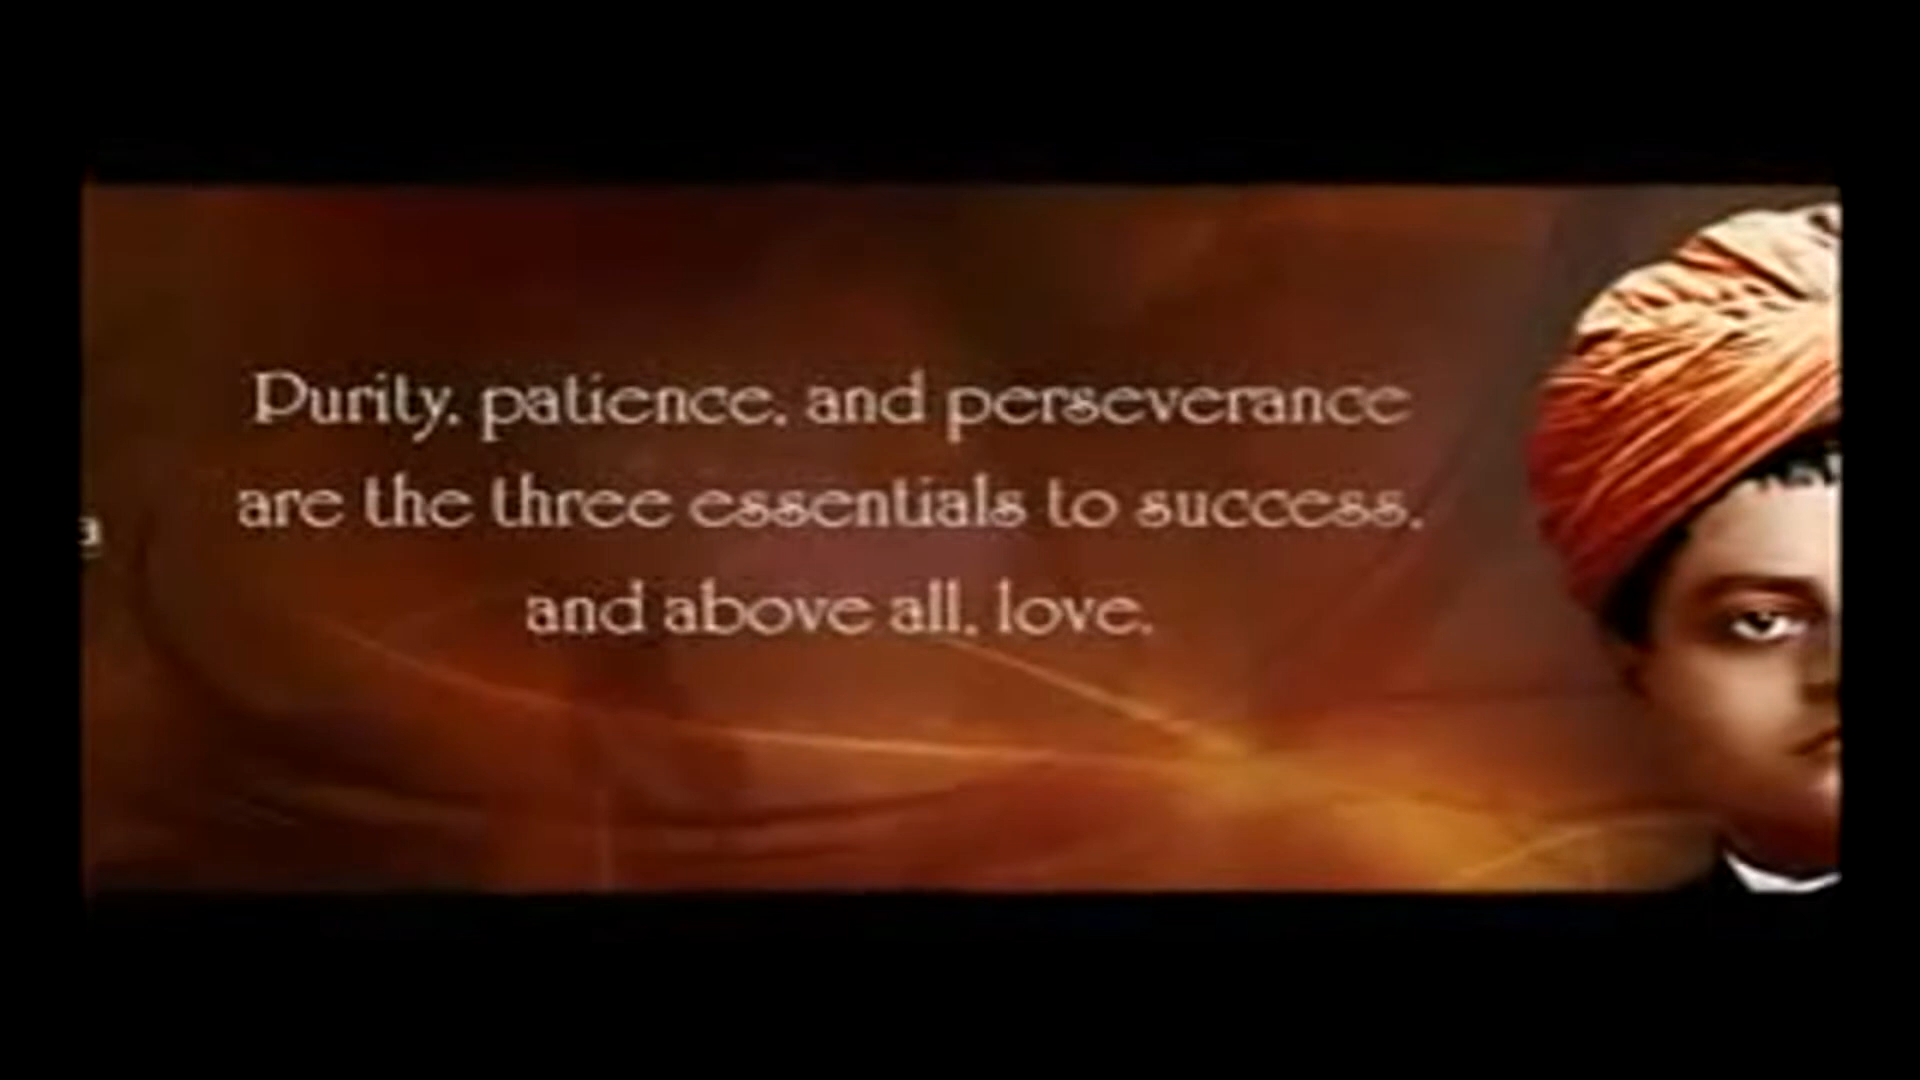 Purity, patience, and perseverance
are the three essentials to success,
and above all, love.
a